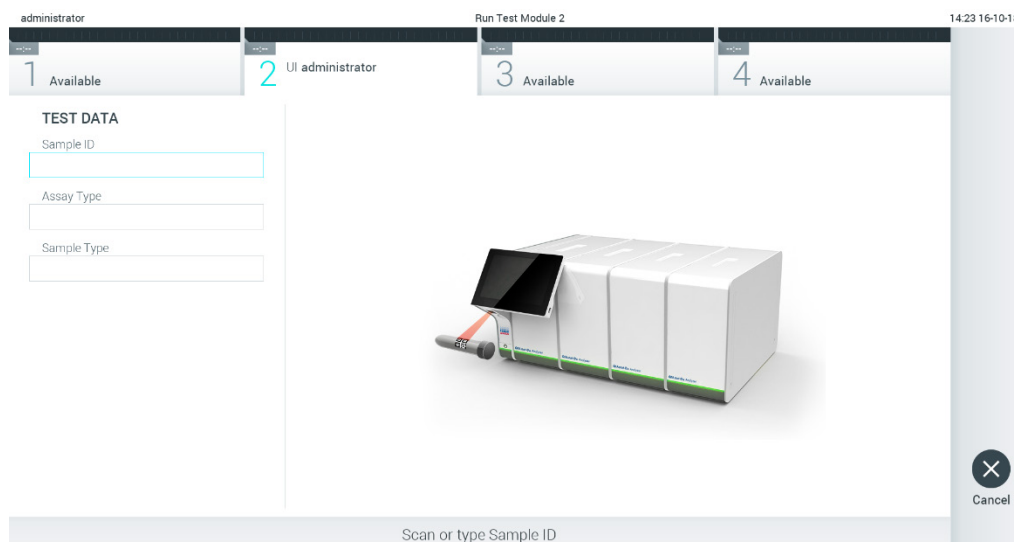 administrator
Run Test Module 2
14:23 16-10-1
--:--
--:--
--:--
--:--
1 Available
2 UI administrator
3 Available
4 Available
TEST DATA
Sample ID
Assay Type
Sample Type
Cancel
Scan or type Sample ID